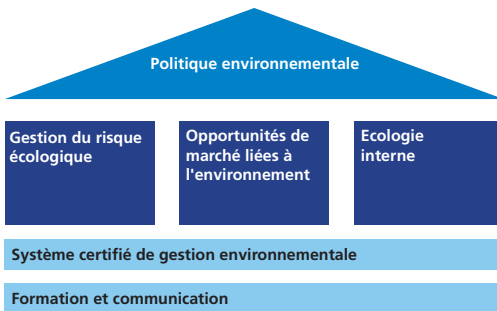 Politique environnementale
Gestion du risque
écologique
Opportunités de
marché liées à
l'environnement
Ecologie
interne
Système certifié de gestion environnementale
Formation et communication